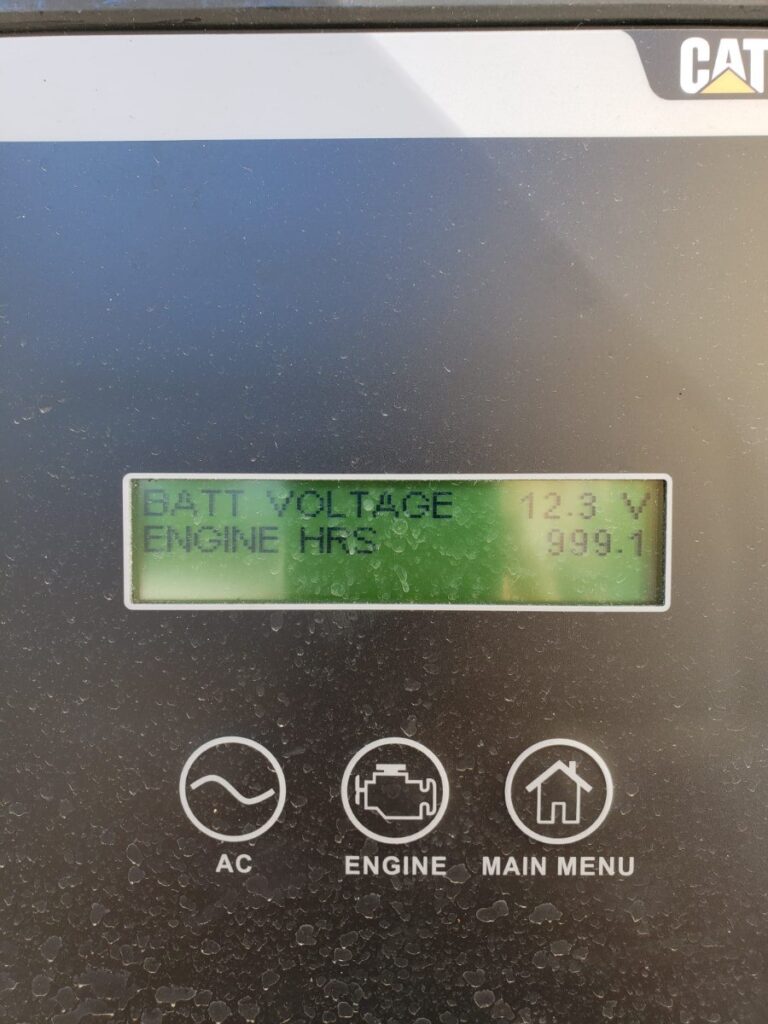 CAT
BATT VOLTAGE 12.3 V
ENGINE HRS 999.1
AC ENGINE MAIN MENU